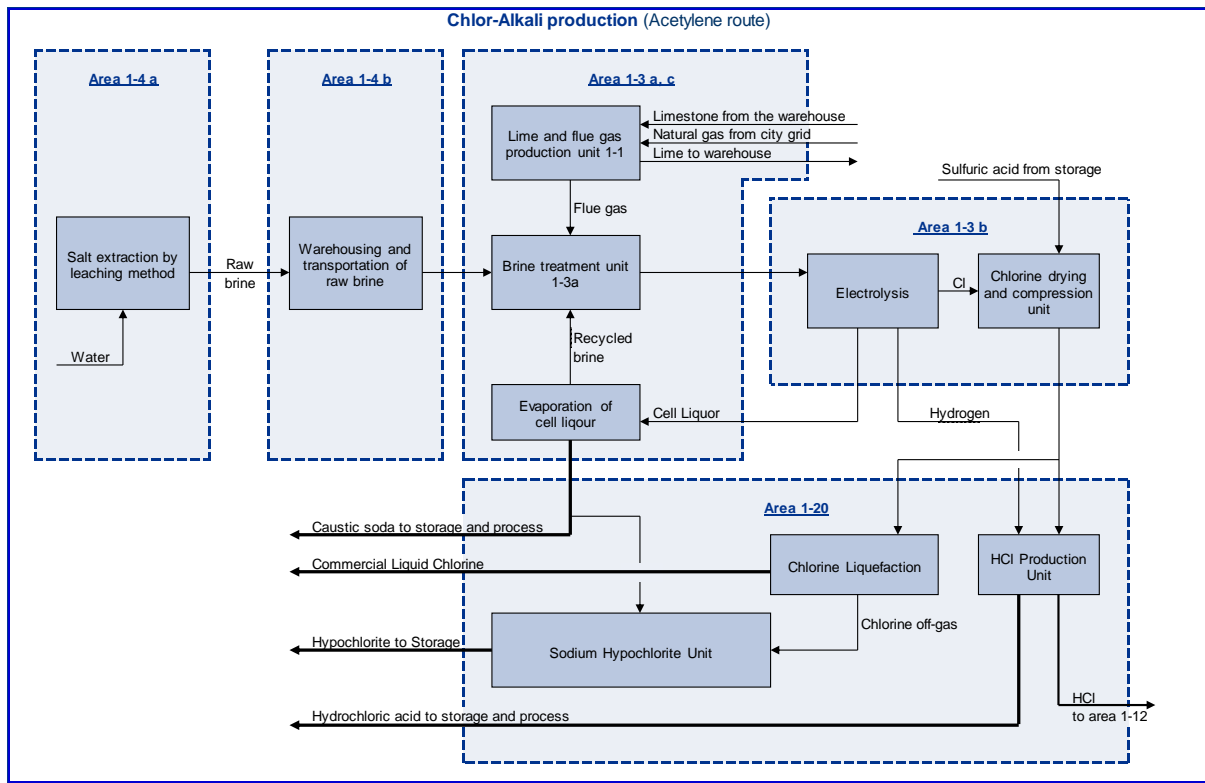 Chlor-Alkali production (Acetylene route)
Area 1-4 a
Area 1-4 b
Area 1-3 a, c
Limestone from the warehouse
Natural gas from city grid
Lime to warehouse
Lime and flue gas
production unit 1-1
Sulfuric acid from storage
Flue gas
Area 1-3 b
Salt extraction by
leaching method
Raw
brine
Warehousing and
transportation of
raw brine
Brine treatment unit
1-3a
Electrolysis
Cl
Chlorine drying
and compression
unit
Water
Recycled
brine
Evaporation of
cell liqour
Cell Liquor
Hydrogen
Area 1-20
Caustic soda to storage and process
Commercial Liquid Chlorine
Chlorine Liquefaction
HCl Production
Unit
Chlorine off-gas
Hypochlorite to Storage
Sodium Hypochlorite Unit
Hydrochloric acid to storage and process
HCl
to area 1-12